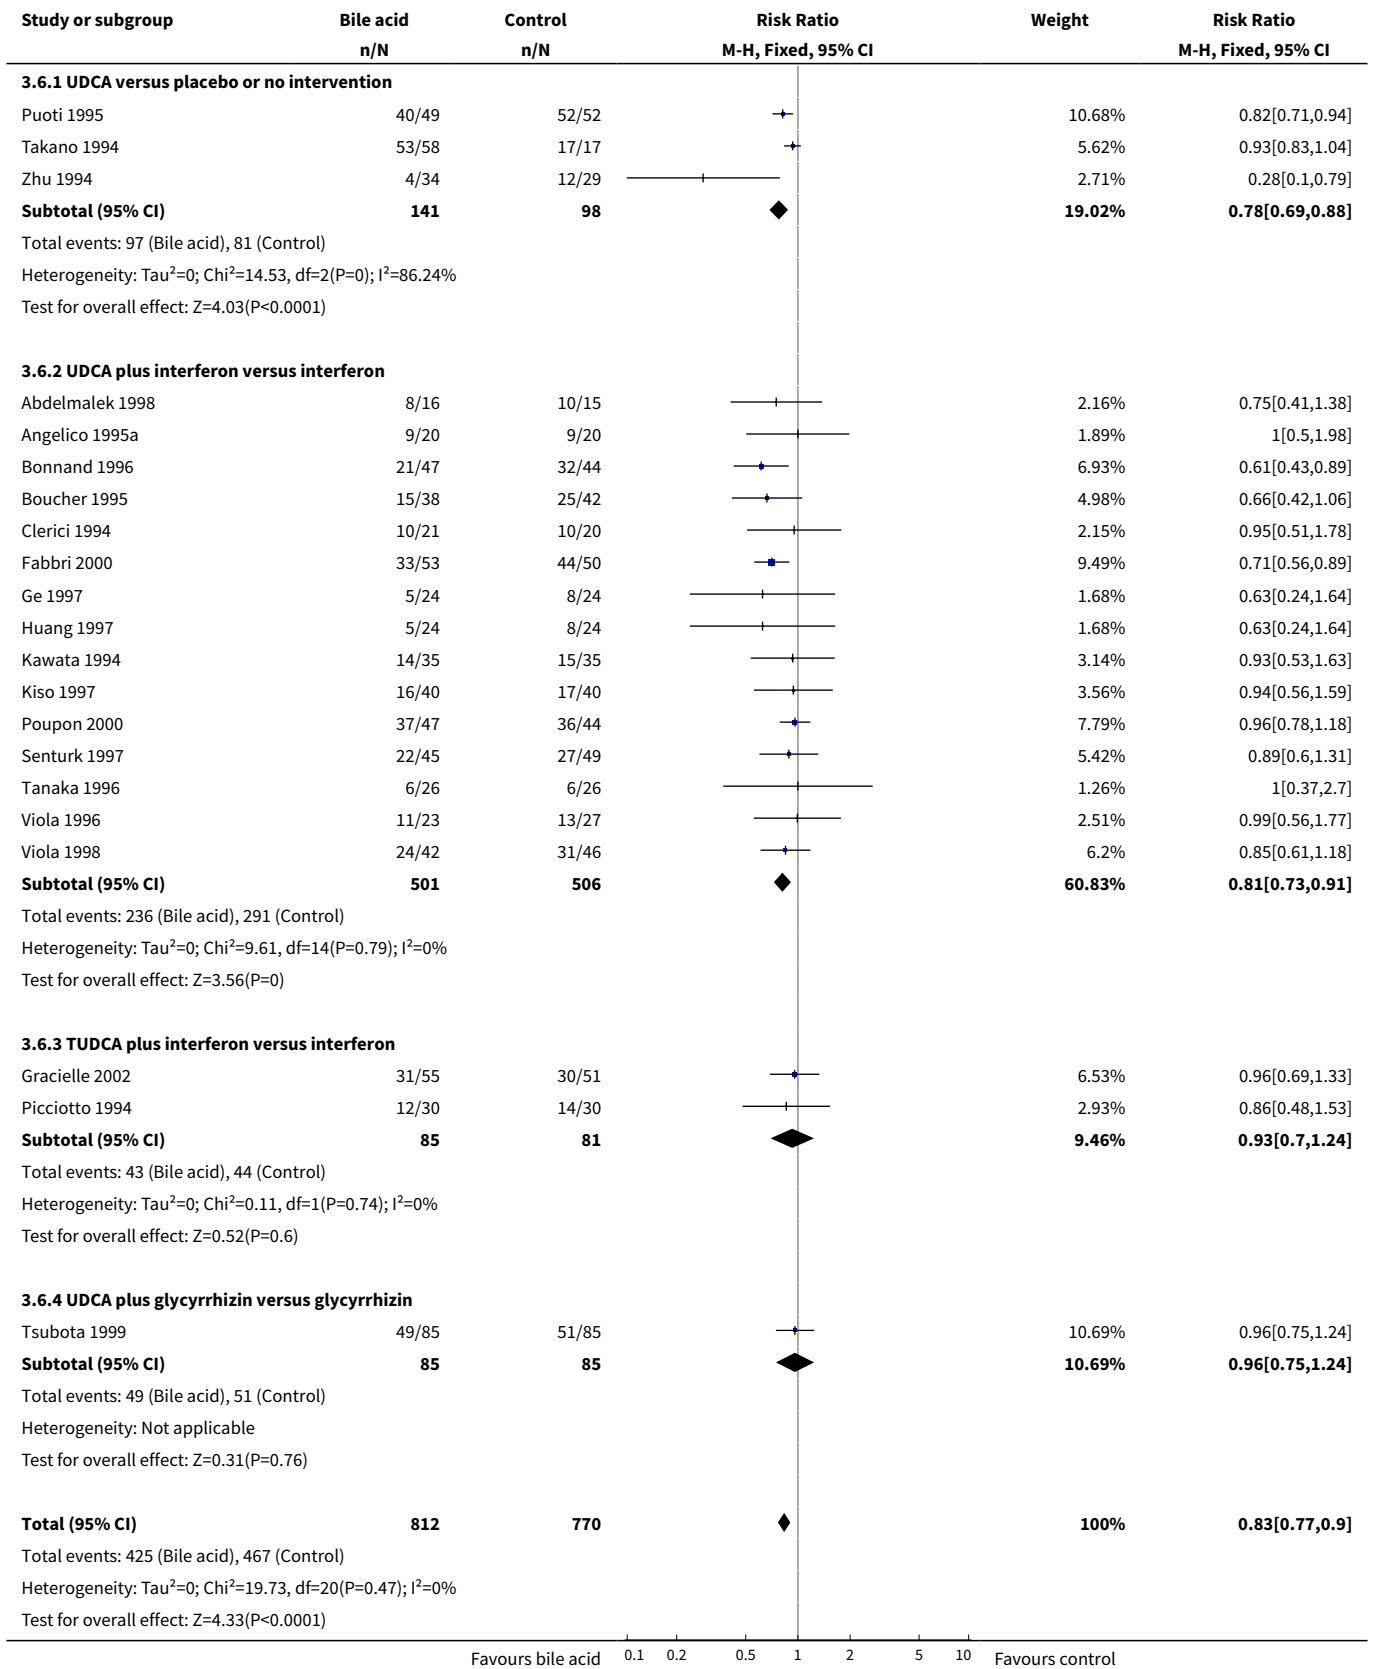 Study or subgroup Bile acid Control Risk Ratio Weight Risk Ratio
n/N n/N M-H, Fixed, 95% CI M-H, Fixed, 95% CI
3.6.1 UDCA versus placebo or no intervention
Puoti 1995 40/49 52/52 10.68% 0.82[0.71,0.94]
Takano 1994 53/58 17/17 5.62% 0.93[0.83,1.04]
Zhu 1994 4/34 12/29 2.71% 0.28[0.1,0.79]
Subtotal (95% CI) 141 98 19.02% 0.78[0.69,0.88]
Total events: 97 (Bile acid), 81 (Control)
Heterogeneity: Tau²=0; Chi²=14.53, df=2(P=0); I²=86.24%
Test for overall effect: Z=4.03(P<0.0001)
3.6.2 UDCA plus interferon versus interferon
Abdelmalek 1998 8/16 10/15 2.16% 0.75[0.41,1.38]
Angelico 1995a 9/20 9/20 1.89% 1[0.5,1.98]
Bonnand 1996 21/47 32/44 6.93% 0.61[0.43,0.89]
Boucher 1995 15/38 25/42 4.98% 0.66[0.42,1.06]
Clerici 1994 10/21 10/20 2.15% 0.95[0.51,1.78]
Fabbri 2000 33/53 44/50 9.49% 0.71[0.56,0.89]
Ge 1997 5/24 8/24 1.68% 0.63[0.24,1.64]
Huang 1997 5/24 8/24 1.68% 0.63[0.24,1.64]
Kawata 1994 14/35 15/35 3.14% 0.93[0.53,1.63]
Kiso 1997 16/40 17/40 3.56% 0.94[0.56,1.59]
Poupon 2000 37/47 36/44 7.79% 0.96[0.78,1.18]
Senturk 1997 22/45 27/49 5.42% 0.89[0.6,1.31]
Tanaka 1996 6/26 6/26 1.26% 1[0.37,2.7]
Viola 1996 11/23 13/27 2.51% 0.99[0.56,1.77]
Viola 1998 24/42 31/46 6.2% 0.85[0.61,1.18]
Subtotal (95% CI) 501 506 60.83% 0.81[0.73,0.91]
Total events: 236 (Bile acid), 291 (Control)
Heterogeneity: Tau²=0; Chi²=9.61, df=14(P=0.79); I²=0%
Test for overall effect: Z=3.56(P=0)
3.6.3 TUDCA plus interferon versus interferon
Gracielle 2002 31/55 30/51 6.53% 0.96[0.69,1.33]
Picciotto 1994 12/30 14/30 2.93% 0.86[0.48,1.53]
Subtotal (95% CI) 85 81 9.46% 0.93[0.7,1.24]
Total events: 43 (Bile acid), 44 (Control)
Heterogeneity: Tau²=0; Chi²=0.11, df=1(P=0.74); I²=0%
Test for overall effect: Z=0.52(P=0.6)
3.6.4 UDCA plus glycyrrhizin versus glycyrrhizin
Tsubota 1999 49/85 51/85 10.69% 0.96[0.75,1.24]
Subtotal (95% CI) 85 85 10.69% 0.96[0.75,1.24]
Total events: 49 (Bile acid), 51 (Control)
Heterogeneity: Not applicable
Test for overall effect: Z=0.31(P=0.76)
Total (95% CI) 812 770 100% 0.83[0.77,0.9]
Total events: 425 (Bile acid), 467 (Control)
Heterogeneity: Tau²=0; Chi²=19.73, df=20(P=0.47); I²=0%
Test for overall effect: Z=4.33(P<0.0001)
Favours bile acid 0.1 0.2 0.5 1 2 5 10 Favours control